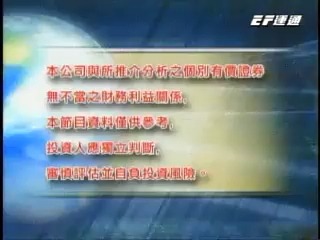 EF運通
本公司與所推介分析之個別有價證券
無不當之財務利益關係,
本節目資料僅供參考,
投資人應獨立判斷,
審慎評估並自負投資風險。